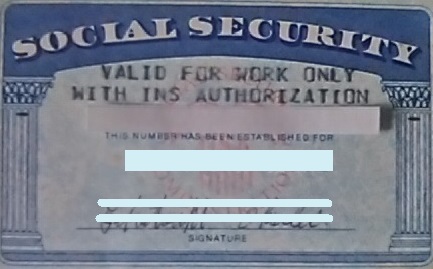 SOCIAL SECURITY
VALID FOR WORK ONLY
WITH INS AUTHORIZATION
THIS NUMBER HAS BEEN ESTABLISHED FOR
SIGNATURE